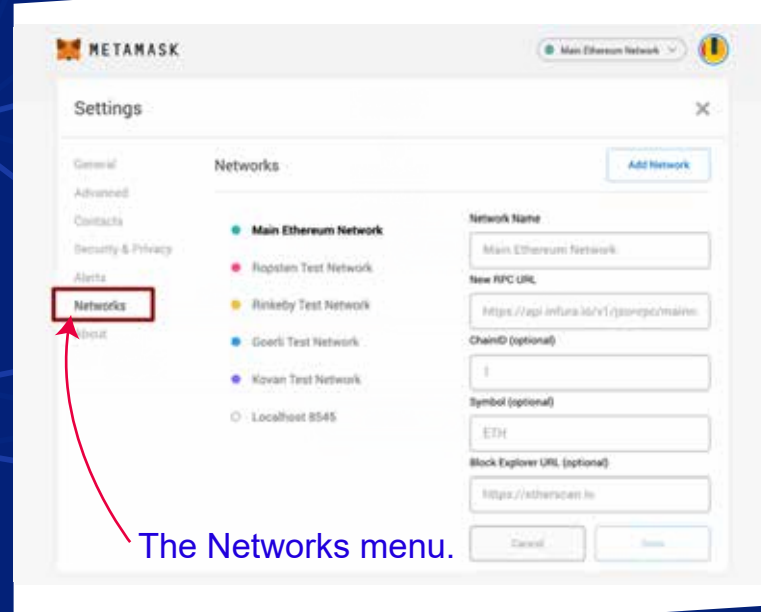 METAMASK
Main Ethereum Network
Settings
General
Networks
Add Network
Advanced
Contacts
Security & Privacy
Alerts
Networks
About
Main Ethereum Network
Ropsten Test Network
Rinkeby Test Network
Goerli Test Network
Kovan Test Network
Localhost 8545
Network Name
Main Ethereum Network
New RPC URL
https://api.infura.io/v1/jsonrpc/mainn
ChainID (optional)
1
Symbol (optional)
ETH
Block Explorer URL (optional)
https://etherscan.io
Cancel
Save
The Networks menu.